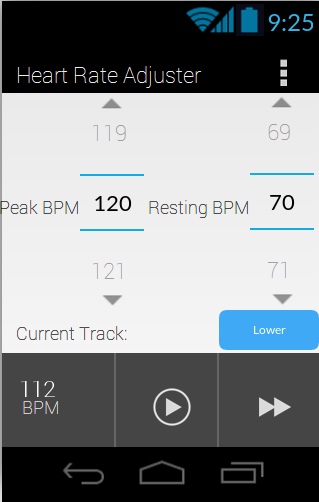 9:25
Heart Rate Adjuster
119 69
Peak BPM 120 Resting BPM 70
121 71
Current Track: Lower
112
BPM